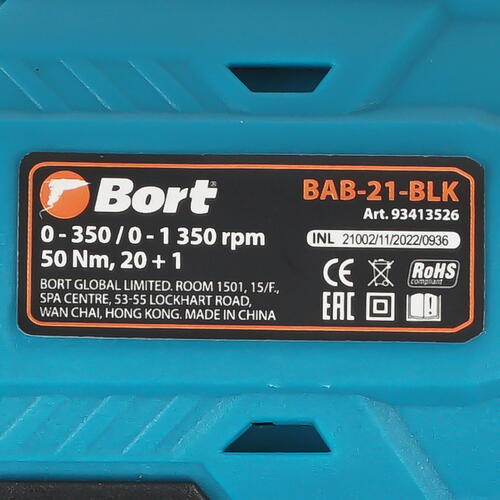 Bort
BAB-21-BLK
Art. 93413526
0 - 350 / 0 - 1 350 rpm
50 Nm, 20 + 1
INL 21002/11/2022/0936
BORT GLOBAL LIMITED. ROOM 1501, 15/F.,
SPA CENTRE, 53-55 LOCKHART ROAD,
WAN CHAI, HONG KONG. MADE IN CHINA
CE
RoHS
compliant
EAC